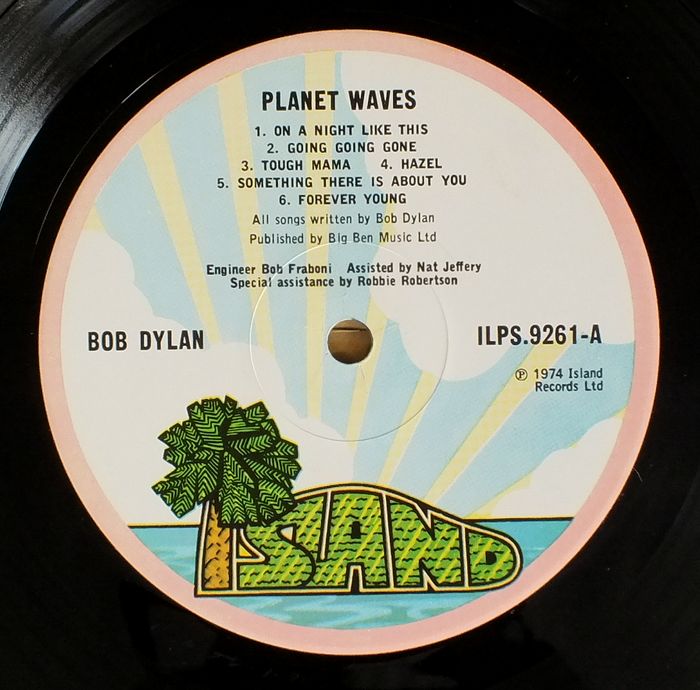 PLANET WAVES
1. ON A NIGHT LIKE THIS
2. GOING GOING GONE
3. TOUGH MAMA 4. HAZEL
5. SOMETHING THERE IS ABOUT YOU
6. FOREVER YOUNG
All songs written by Bob Dylan
Published by Big Ben Music Ltd
Engineer Bob Fraboni Assisted by Nat Jeffery
Special assistance by Robbie Robertson
BOB DYLAN
ILPS.9261-A
℗ 1974 Island
Records Ltd
ISLAND